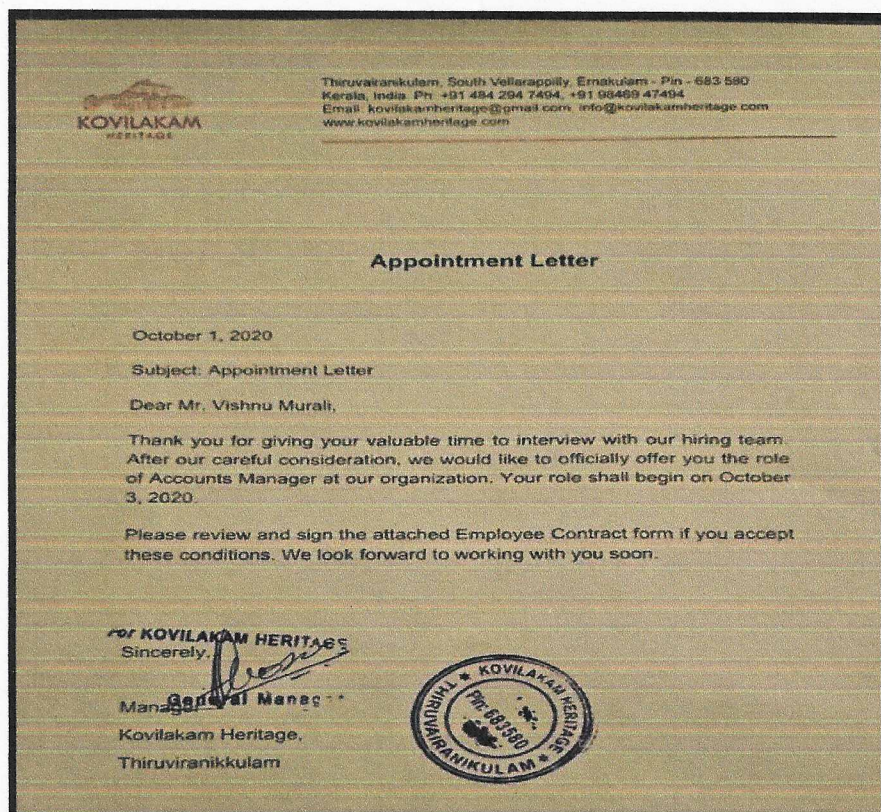 KOVILAKAM
HERITAGE
Thiruvairanikulam, South Vellarappilly, Ernakulam - Pin - 683 580
Kerala, India. Ph: +91 484 294 7494, +91 98469 47494
Email: kovilakamheritage@gmail.com, info@kovilakamheritage.com
www.kovilakamheritage.com
Appointment Letter
October 1, 2020
Subject: Appointment Letter
Dear Mr. Vishnu Murali,
Thank you for giving your valuable time to interview with our hiring team.
After our careful consideration, we would like to officially offer you the role
of Accounts Manager at our organization. Your role shall begin on October
3, 2020.
Please review and sign the attached Employee Contract form if you accept
these conditions. We look forward to working with you soon.
For KOVILAKAM HERITAGE
Sincerely,
General Manager
Manager
Kovilakam Heritage,
Thiruviranikkulam
KOVILAKAM HERITAGE
Pin: 683580
THIRUVAIRANIKULAM